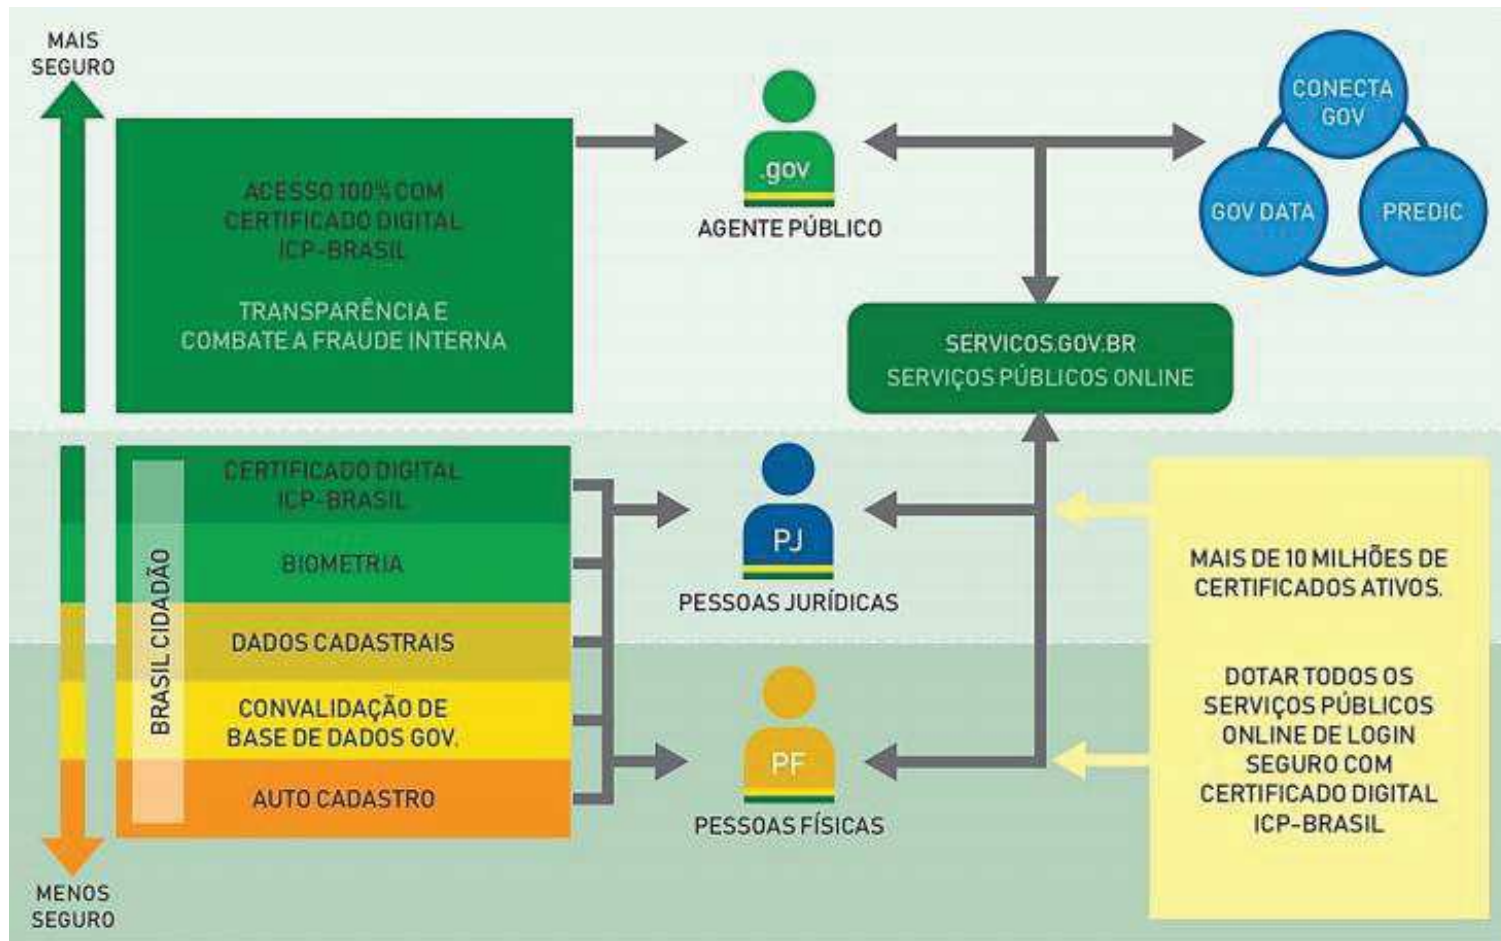 MAIS
SEGURO
ACESSO 100% COM
CERTIFICADO DIGITAL
ICP-BRASIL
TRANSPARÊNCIA E
COMBATE A FRAUDE INTERNA
.gov
AGENTE PÚBLICO
CONECTA
GOV
GOV DATA
PREDIC
SERVICOS.GOV.BR
SERVIÇOS PÚBLICOS ONLINE
BRASIL CIDADÃO
CERTIFICADO DIGITAL
ICP-BRASIL
BIOMETRIA
DADOS CADASTRAIS
CONVALIDAÇÃO DE
BASE DE DADOS GOV.
AUTO CADASTRO
PJ
PESSOAS JURÍDICAS
PF
PESSOAS FÍSICAS
MAIS DE 10 MILHÕES DE
CERTIFICADOS ATIVOS.
DOTAR TODOS OS
SERVIÇOS PÚBLICOS
ONLINE DE LOGIN
SEGURO COM
CERTIFICADO DIGITAL
ICP-BRASIL
MENOS
SEGURO